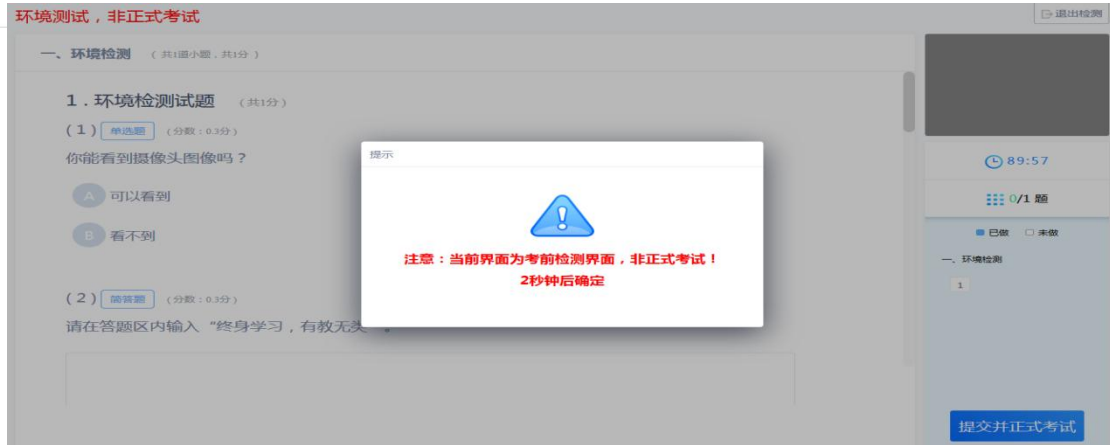 环境测试，非正式考试
退出检测
一、环境检测 （共1道小题，共1分）
1．环境检测试题 （共1分）
(1) 单选题 （分数：0.3分）
你能看到摄像头图像吗？
A 可以看到
B 看不到
(2) 简答题 （分数：0.3分）
请在答题区内输入“终身学习，有教无类”。
提示
注意：当前界面为考前检测界面，非正式考试！
2秒钟后确定
89:57
0/1 题
已做 未做
一、环境检测
1
提交并正式考试